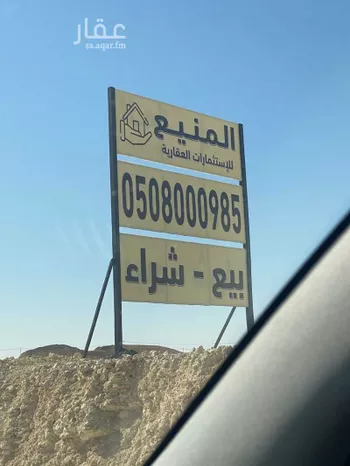 عقار
sa.aqar.fm
المنيع
للإستثمارات العقارية
0508000985
بيع - شراء